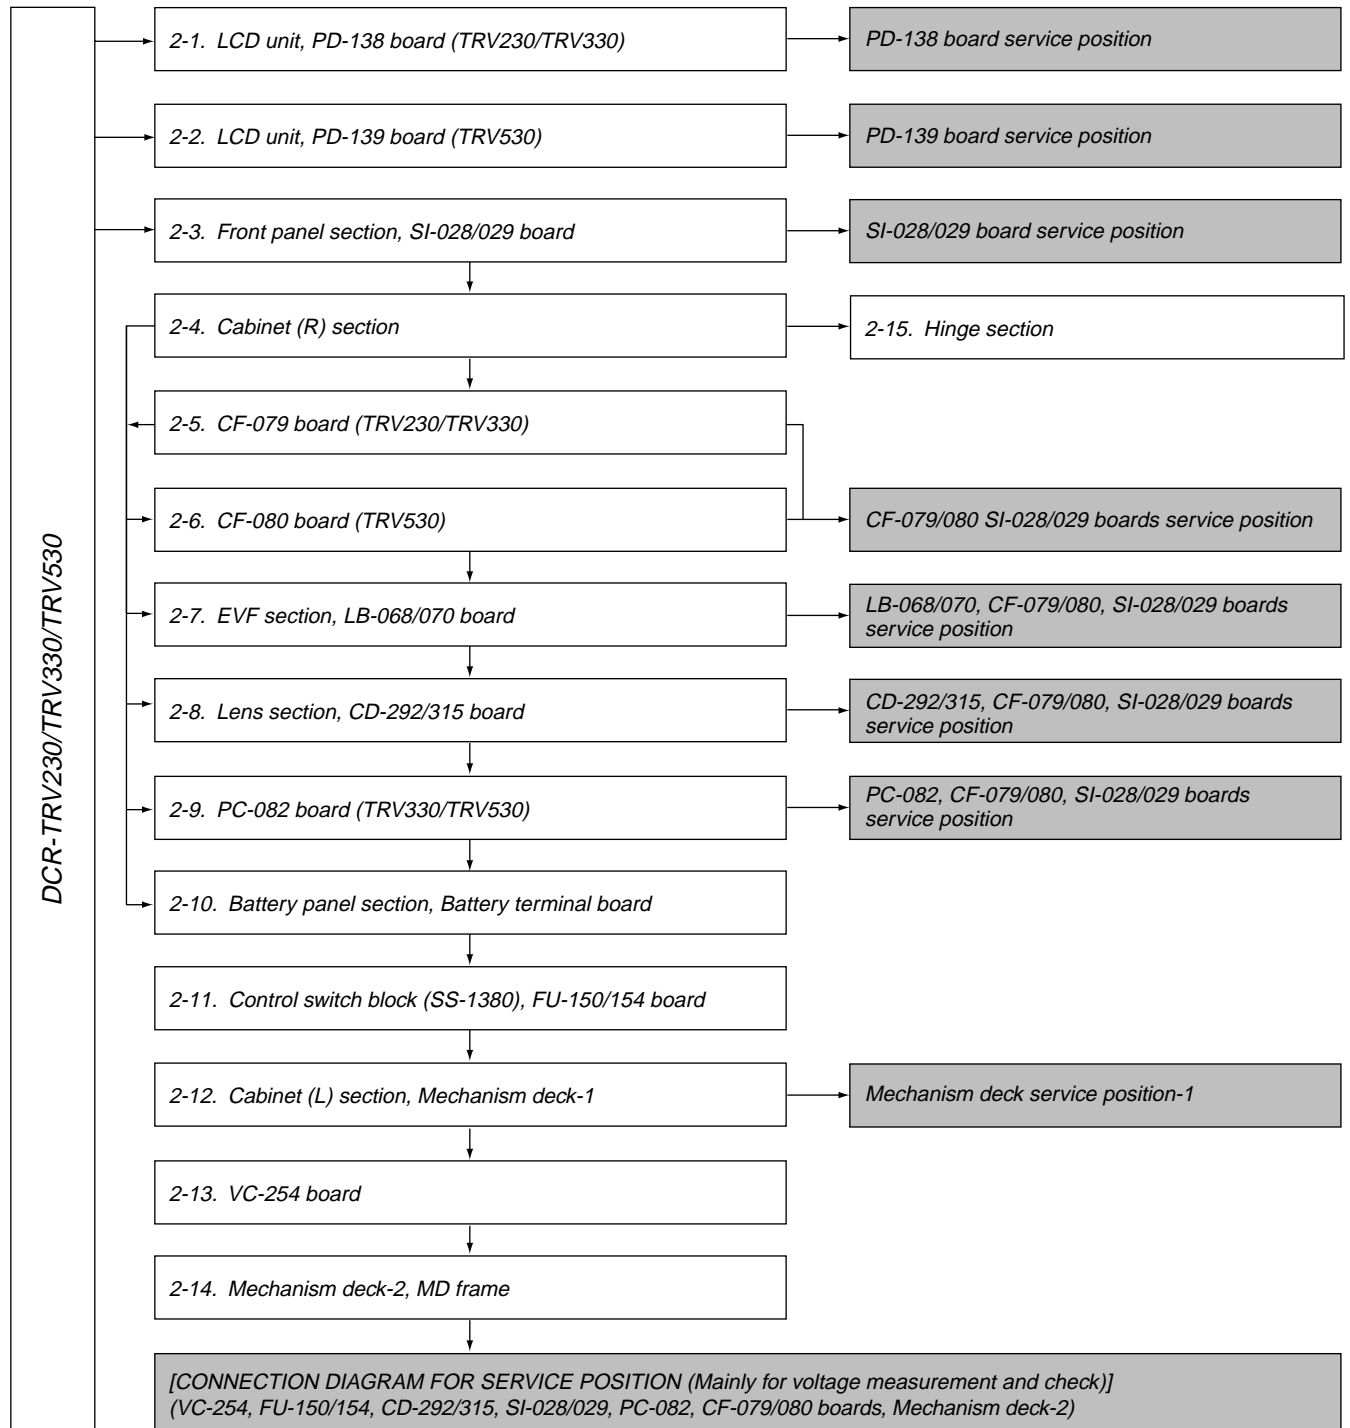 DCR-TRV230/TRV330/TRV530
2-1. LCD unit, PD-138 board (TRV230/TRV330)
PD-138 board service position
2-2. LCD unit, PD-139 board (TRV530)
PD-139 board service position
2-3. Front panel section, SI-028/029 board
SI-028/029 board service position
2-4. Cabinet (R) section
2-15. Hinge section
2-5. CF-079 board (TRV230/TRV330)
2-6. CF-080 board (TRV530)
CF-079/080 SI-028/029 boards service position
2-7. EVF section, LB-068/070 board
LB-068/070, CF-079/080, SI-028/029 boards
service position
2-8. Lens section, CD-292/315 board
CD-292/315, CF-079/080, SI-028/029 boards
service position
2-9. PC-082 board (TRV330/TRV530)
PC-082, CF-079/080, SI-028/029 boards
service position
2-10. Battery panel section, Battery terminal board
2-11. Control switch block (SS-1380), FU-150/154 board
2-12. Cabinet (L) section, Mechanism deck-1
Mechanism deck service position-1
2-13. VC-254 board
2-14. Mechanism deck-2, MD frame
[CONNECTION DIAGRAM FOR SERVICE POSITION (Mainly for voltage measurement and check)]
(VC-254, FU-150/154, CD-292/315, SI-028/029, PC-082, CF-079/080 boards, Mechanism deck-2)